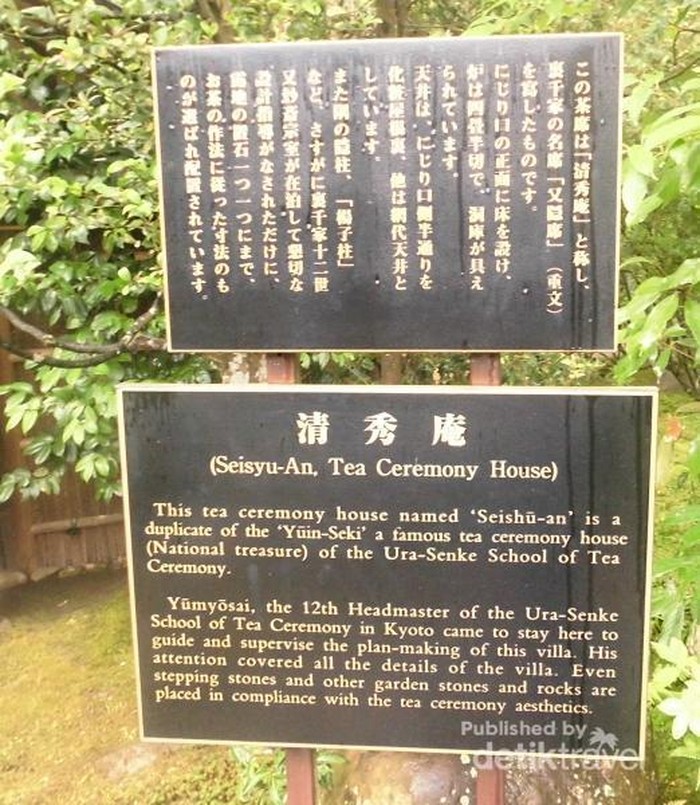 この茶庵は「清秀庵」と称し、
裏千家の名席「又隠席」(重文)
を写したものです。
にじり口の正面に床を設け、
炉は四畳半切で、洞庫が具え
られています。
天井は、にじり口側半通りを
化粧屋根裏、他は網代天井と
しています。
また隅の隠柱、「楊子柱」
など、さすがに裏千家十二世
又妙斎宗室が在泊して懇切な
設計指導がなされただけに、
露地の置石一つ一つにまで、
お茶の作法に従った寸法のも
のが選ばれ配置されています。
清秀庵
(Seisyu-An, Tea Ceremony House)
This tea ceremony house named ‘Seishū-an’ is a
duplicate of the ‘Yūin-Seki’ a famous tea ceremony house
(National treasure) of the Ura-Senke School of Tea
Ceremony.
Yūmyōsai, the 12th Headmaster of the Ura-Senke
School of Tea Ceremony in Kyoto came to stay here to
guide and supervise the plan-making of this villa. His
attention covered all the details of the villa. Even
stepping stones and other garden stones and rocks are
placed in compliance with the tea ceremony aesthetics.
Published by
detiktravel